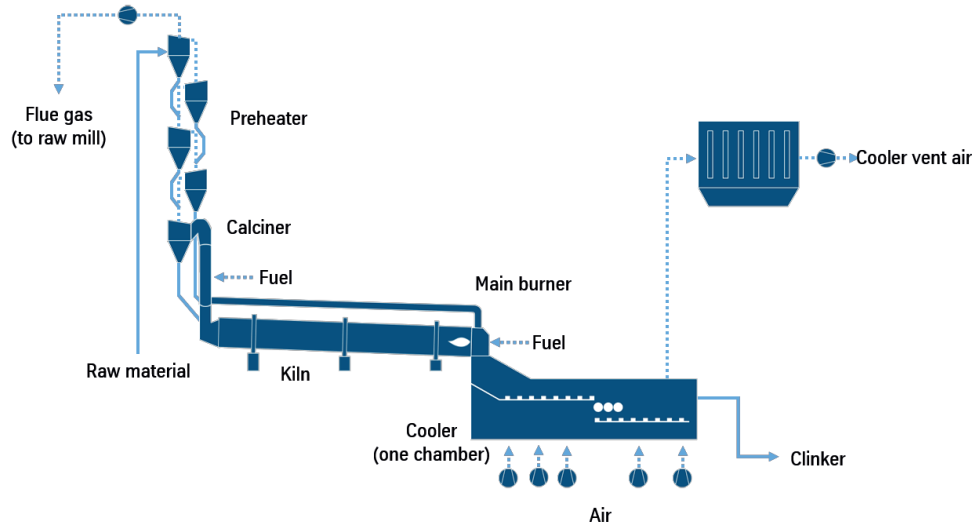 Flue gas
(to raw mill)
Preheater
Cooler vent air
Calciner
Fuel
Main burner
Fuel
Raw material
Kiln
Cooler
(one chamber)
Clinker
Air